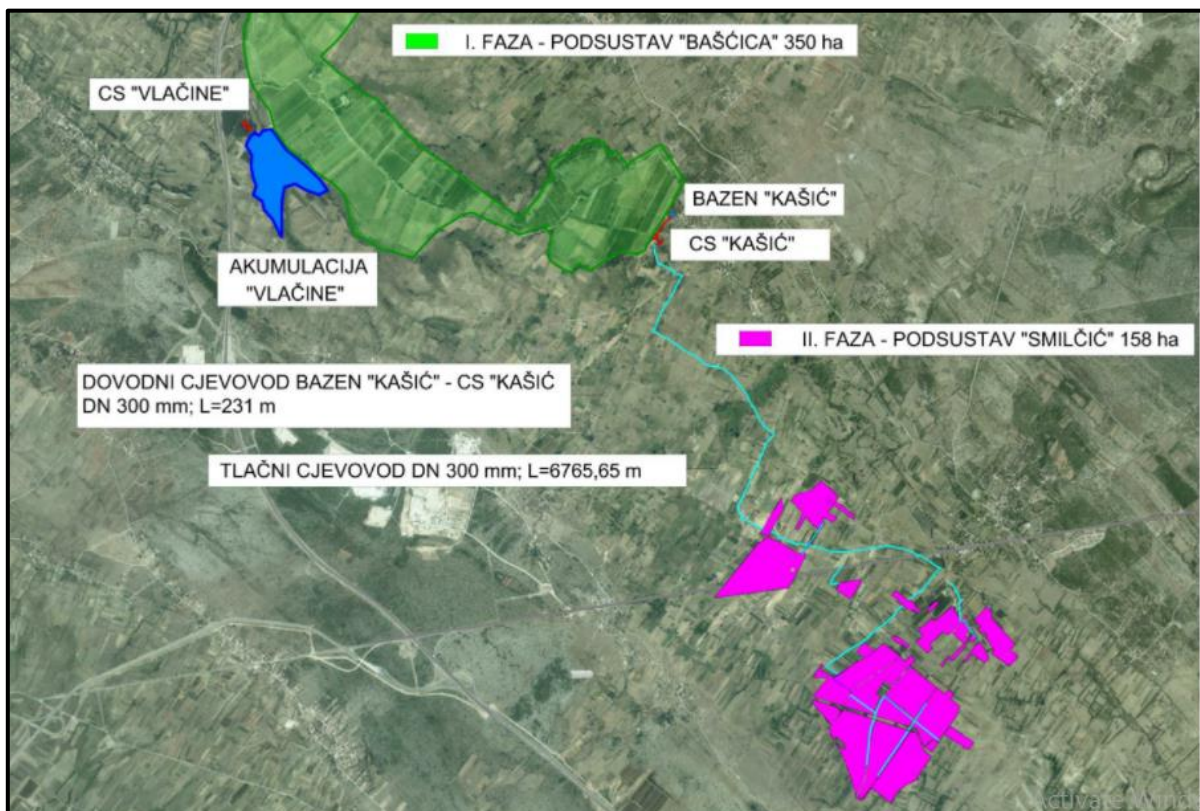 I. FAZA - PODSUSTAV "BAŠĆICA" 350 ha
CS "VLAČINE"
BAZEN "KAŠIĆ"
CS "KAŠIĆ"
AKUMULACIJA
"VLAČINE"
II. FAZA - PODSUSTAV "SMILČIĆ" 158 ha
DOVODNI CJEVOVOD BAZEN "KAŠIĆ" - CS "KAŠIĆ
DN 300 mm; L=231 m
TLAČNI CJEVOVOD DN 300 mm; L=6765,65 m